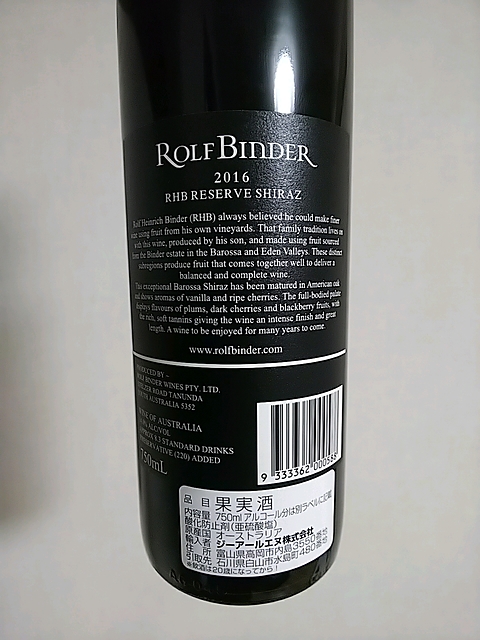 ROLF BINDER
2016
RHB RESERVE SHIRAZ
Rolf Heinrich Binder (RHB) always believed he could make finer
wine using fruit from his own vineyards. That family tradition lives on
with this wine, produced by his son, and made using fruit sourced
from the Binder estate in the Barossa and Eden Valleys. These distinct
subregions produce fruit that comes together well to deliver a
balanced and complete wine.
This exceptional Barossa Shiraz has been matured in American oak
and shows aromas of vanilla and ripe cherries. The full-bodied palate
displays flavours of plums, dark cherries and blackberry fruits, with
the rich, soft tannins giving the wine an intense finish and great
length. A wine to be enjoyed for many years to come
www.rolfbinder.com
PRODUCED BY ~
ROLF BINDER WINES PTY. LTD.
ROAD TANUNDA
AUSTRALIA 5352
WINE OF AUSTRALIA
ALC/VOL
APPROX 8.3 STANDARD DRINKS
PRESERVATIVE (220) ADDED
750mL
9 333362 000588
品目 果実酒
内容量 750ml アルコール分は別ラベルに記載
酸化防止剤(亜硫酸塩)
原産国 オーストラリア
輸入者 ジーアールエヌ株式会社
住所 富山県高岡市内島3550番地
引取先 石川県白山市水島町480番地
※飲酒は20歳になってから!